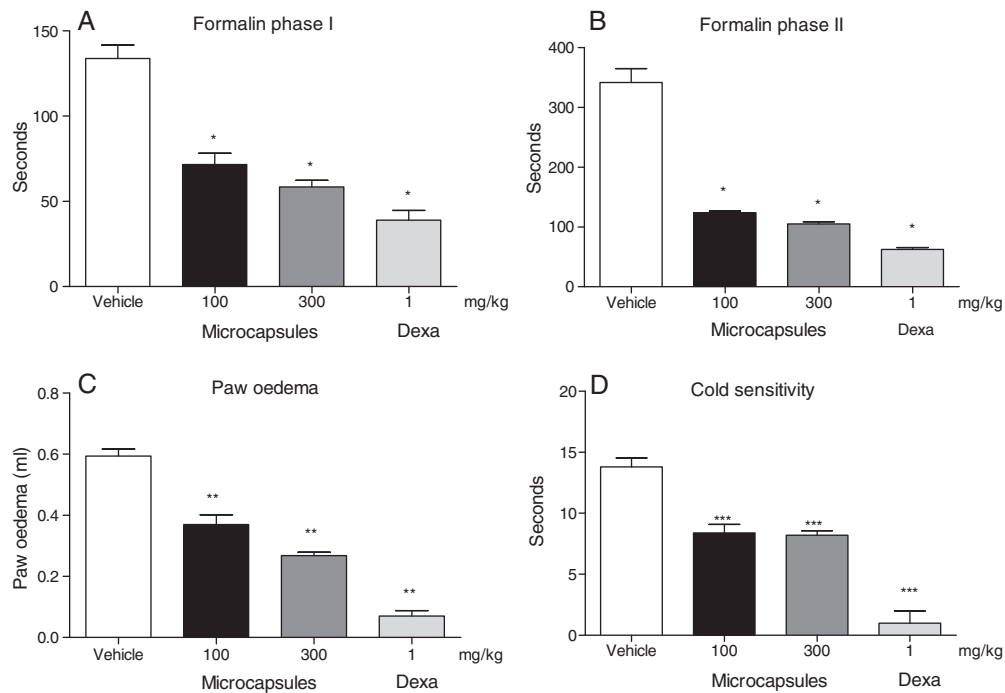 A
Formalin phase I
Seconds
150
100
50
0
*
*
*
Vehicle 100 300 1 mg/kg
Microcapsules Dexa
B
Formalin phase II
Seconds
400
300
200
100
0
*
*
*
Vehicle 100 300 1 mg/kg
Microcapsules Dexa
C
Paw oedema
Paw oedema (ml)
0.8
0.6
0.4
0.2
0.0
**
**
**
Vehicle 100 300 1 mg/kg
Microcapsules Dexa
D
Cold sensitivity
Seconds
20
15
10
5
0
***
***
***
Vehicle 100 300 1 mg/kg
Microcapsules Dexa